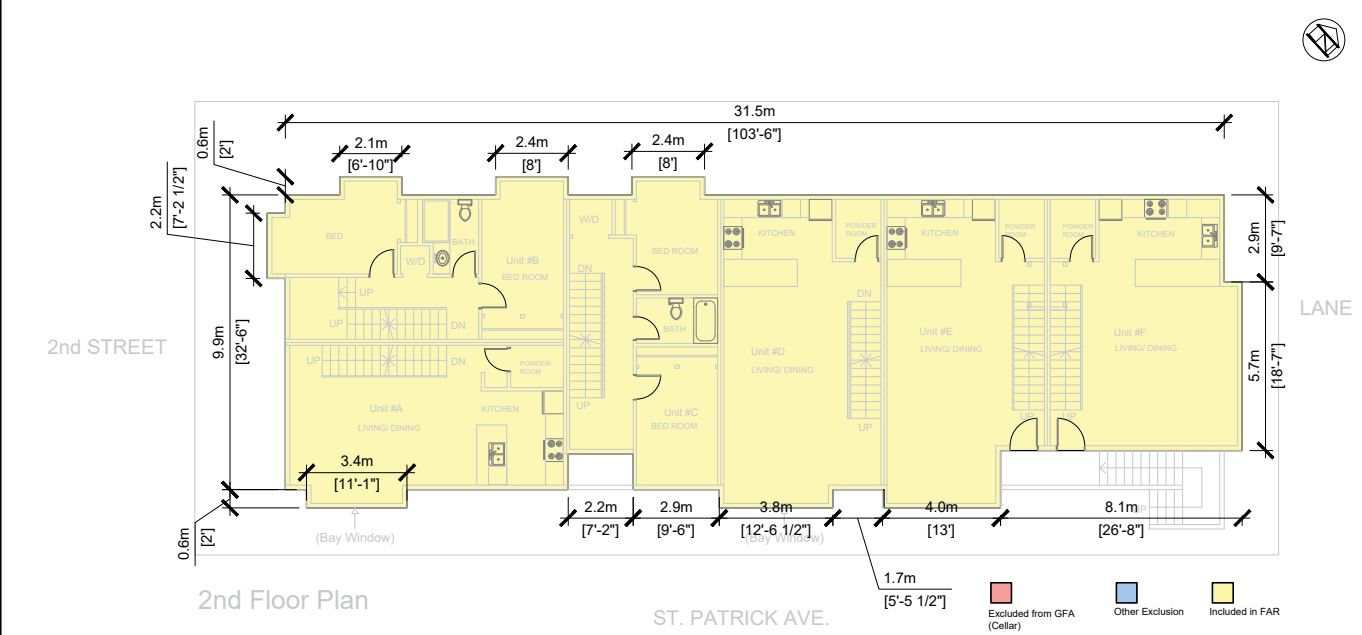 31.5m
[103'-6"]
0.6m
[2']
2.1m
[6'-10"]
2.4m
[8']
2.4m
[8']
2.2m
[7'-2 1/2"]
9.9m
[32'-6"]
2.9m
[9'-7"]
5.7m
[18'-7"]
BED
W/D
BATH
Unit #B
BED ROOM
W/D
DN
BED ROOM
KITCHEN
POWDER
ROOM
KITCHEN
POWDER
ROOM
POWDER
ROOM
KITCHEN
UP
UP
DN
BATH
DN
2nd STREET
LANE
Unit #D
LIVING/ DINING
Unit #E
LIVING/ DINING
Unit #F
LIVING/ DINING
UP
DN
POWDER
ROOM
Unit #A
LIVING/ DINING
KITCHEN
UP
Unit #C
BED ROOM
UP
UP
UP
3.4m
[11'-1"]
0.6m
[2']
(Bay Window)
2.2m
[7'-2"]
2.9m
[9'-6"]
3.8m
[12'-6 1/2"]
(Bay Window)
4.0m
[13']
8.1m
[26'-8"]
UP
1.7m
[5'-5 1/2"]
2nd Floor Plan
ST. PATRICK AVE.
Excluded from GFA
(Cellar)
Other Exclusion
Included in FAR